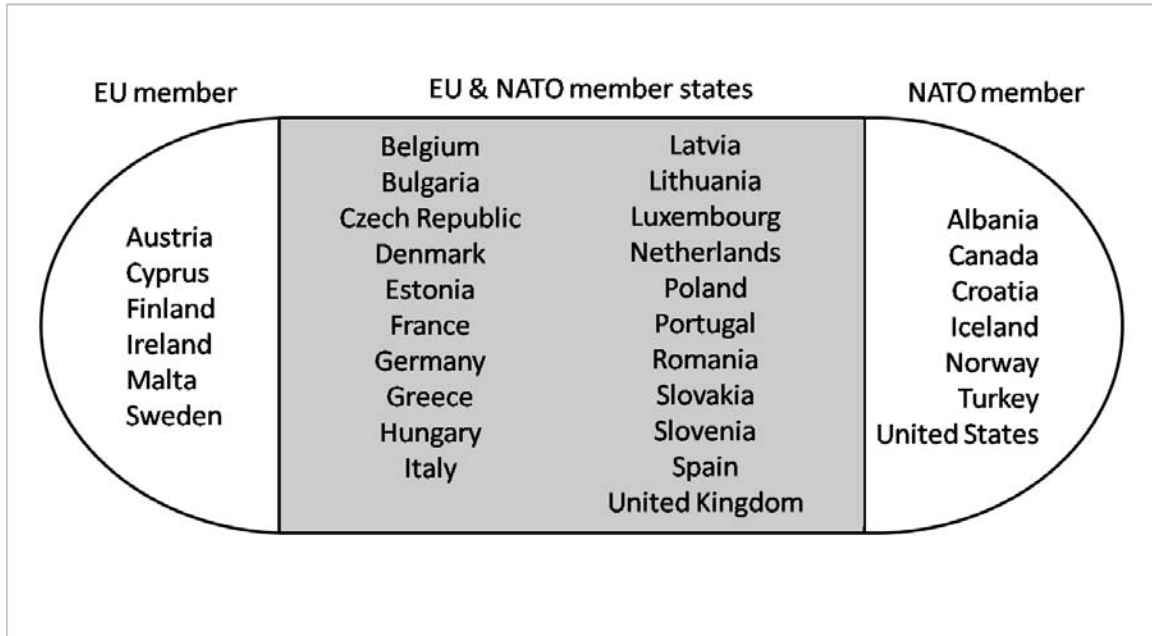 EU member
EU & NATO member states
NATO member
Austria
Cyprus
Finland
Ireland
Malta
Sweden
Belgium
Bulgaria
Czech Republic
Denmark
Estonia
France
Germany
Greece
Hungary
Italy
Latvia
Lithuania
Luxembourg
Netherlands
Poland
Portugal
Romania
Slovakia
Slovenia
Spain
United Kingdom
Albania
Canada
Croatia
Iceland
Norway
Turkey
United States